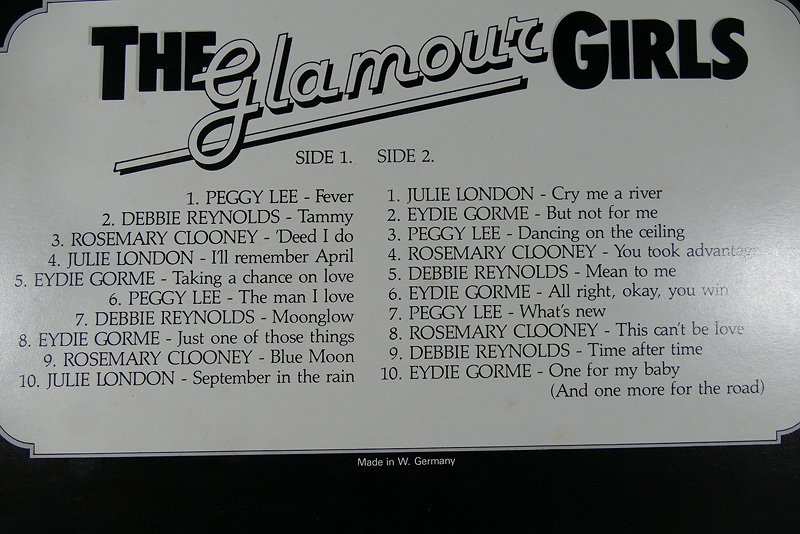 THE Glamour GIRLS
SIDE 1.
1. PEGGY LEE - Fever
2. DEBBIE REYNOLDS - Tammy
3. ROSEMARY CLOONEY - 'Deed I do
4. JULIE LONDON - I'll remember April
5. EYDIE GORME - Taking a chance on love
6. PEGGY LEE - The man I love
7. DEBBIE REYNOLDS - Moonglow
8. EYDIE GORME - Just one of those things
9. ROSEMARY CLOONEY - Blue Moon
10. JULIE LONDON - September in the rain
SIDE 2.
1. JULIE LONDON - Cry me a river
2. EYDIE GORME - But not for me
3. PEGGY LEE - Dancing on the ceiling
4. ROSEMARY CLOONEY - You took advantage
5. DEBBIE REYNOLDS - Mean to me
6. EYDIE GORME - All right, okay, you win
7. PEGGY LEE - What's new
8. ROSEMARY CLOONEY - This can't be love
9. DEBBIE REYNOLDS - Time after time
10. EYDIE GORME - One for my baby
(And one more for the road)
Made in W. Germany